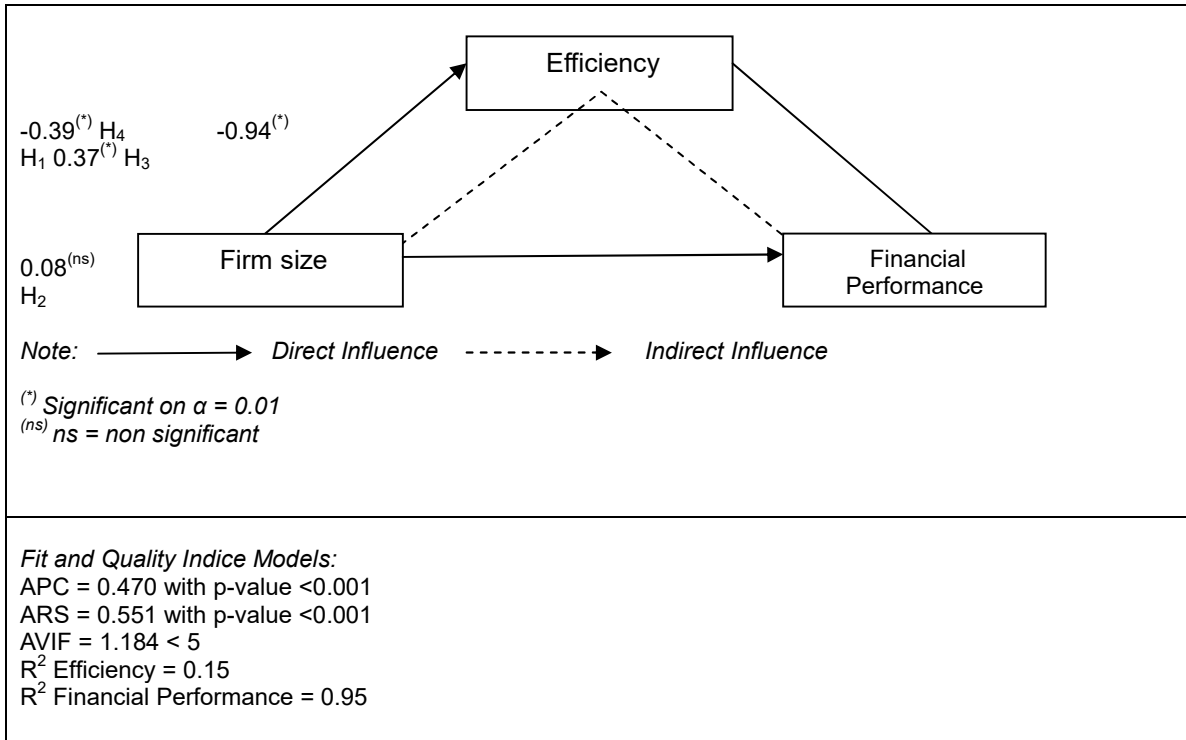 Efficiency
-0.39(*) H4 -0.94(*)
H1 0.37(*) H3
Firm size
0.08(ns)
H2
Financial
Performance
Note: Direct Influence Indirect Influence
(*) Significant on α = 0.01
(ns) ns = non significant
Fit and Quality Indice Models:
APC = 0.470 with p-value <0.001
ARS = 0.551 with p-value <0.001
AVIF = 1.184 < 5
R2 Efficiency = 0.15
R2 Financial Performance = 0.95